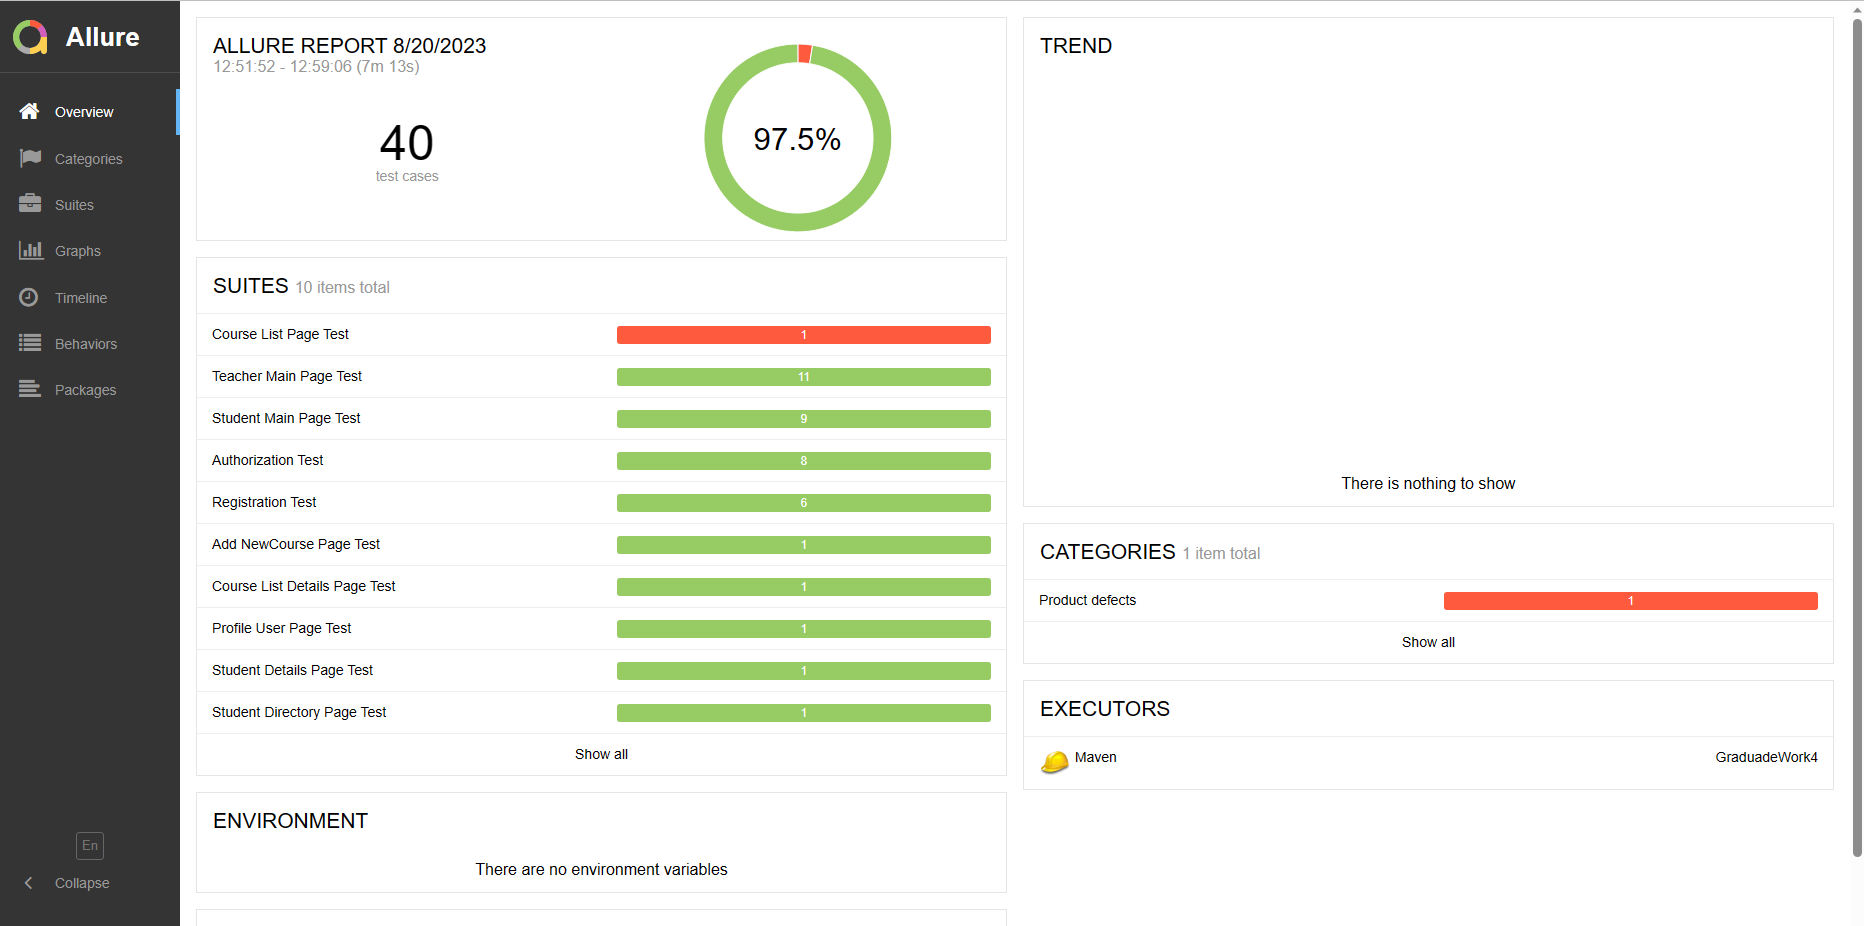 Allure
Overview
Categories
Suites
Graphs
Timeline
Behaviors
Packages
En
Collapse
ALLURE REPORT 8/20/2023
12:51:52 - 12:59:06 (7m 13s)
40
test cases
97.5%
SUITES 10 items total
Course List Page Test 1
Teacher Main Page Test 11
Student Main Page Test 9
Authorization Test 8
Registration Test 6
Add NewCourse Page Test 1
Course List Details Page Test 1
Profile User Page Test 1
Student Details Page Test 1
Student Directory Page Test 1
Show all
ENVIRONMENT
There are no environment variables
TREND
There is nothing to show
CATEGORIES 1 item total
Product defects 1
Show all
EXECUTORS
Maven GraduadeWork4